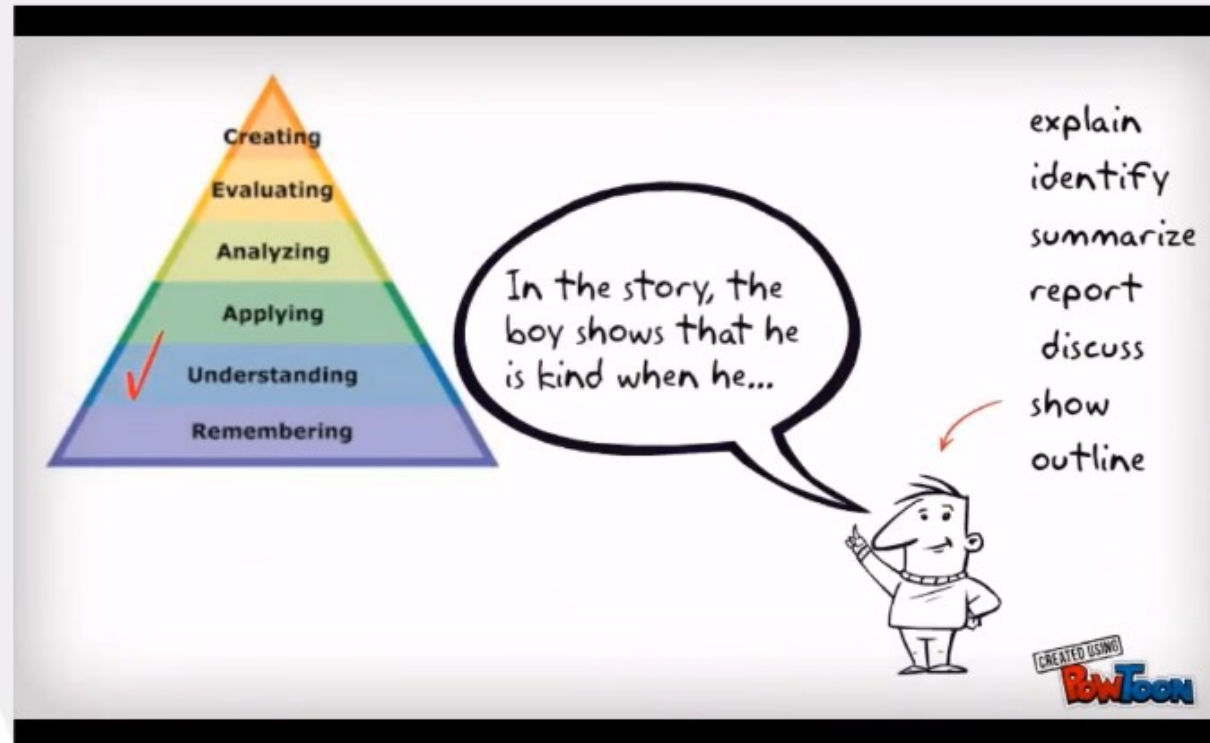 Creating
Evaluating
Analyzing
Applying
Understanding
Remembering
In the story, the
boy shows that he
is kind when he...
explain
identify
summarize
report
discuss
show
outline
CREATED USING
POWTOON